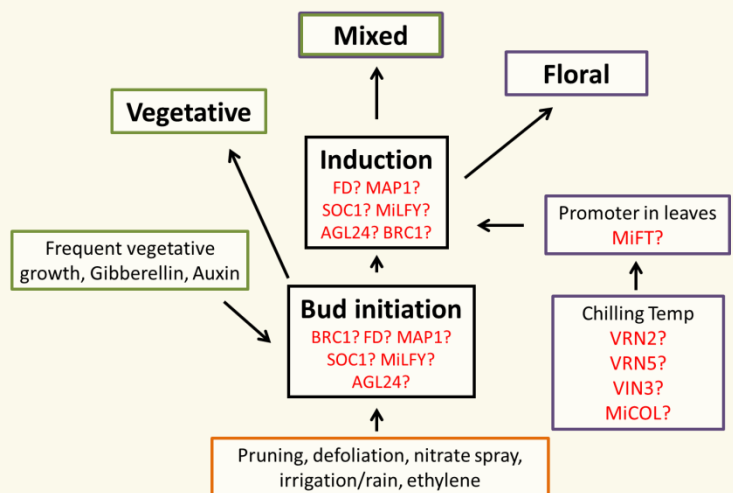 Mixed
Floral
Vegetative
Induction
FD? MAP1?
SOC1? MiLFY?
AGL24? BRC1?
Promoter in leaves
MiFT?
Frequent vegetative
growth, Gibberellin, Auxin
Bud initiation
BRC1? FD? MAP1?
SOC1? MiLFY?
AGL24?
Chilling Temp
VRN2?
VRN5?
VIN3?
MiCOL?
Pruning, defoliation, nitrate spray,
irrigation/rain, ethylene